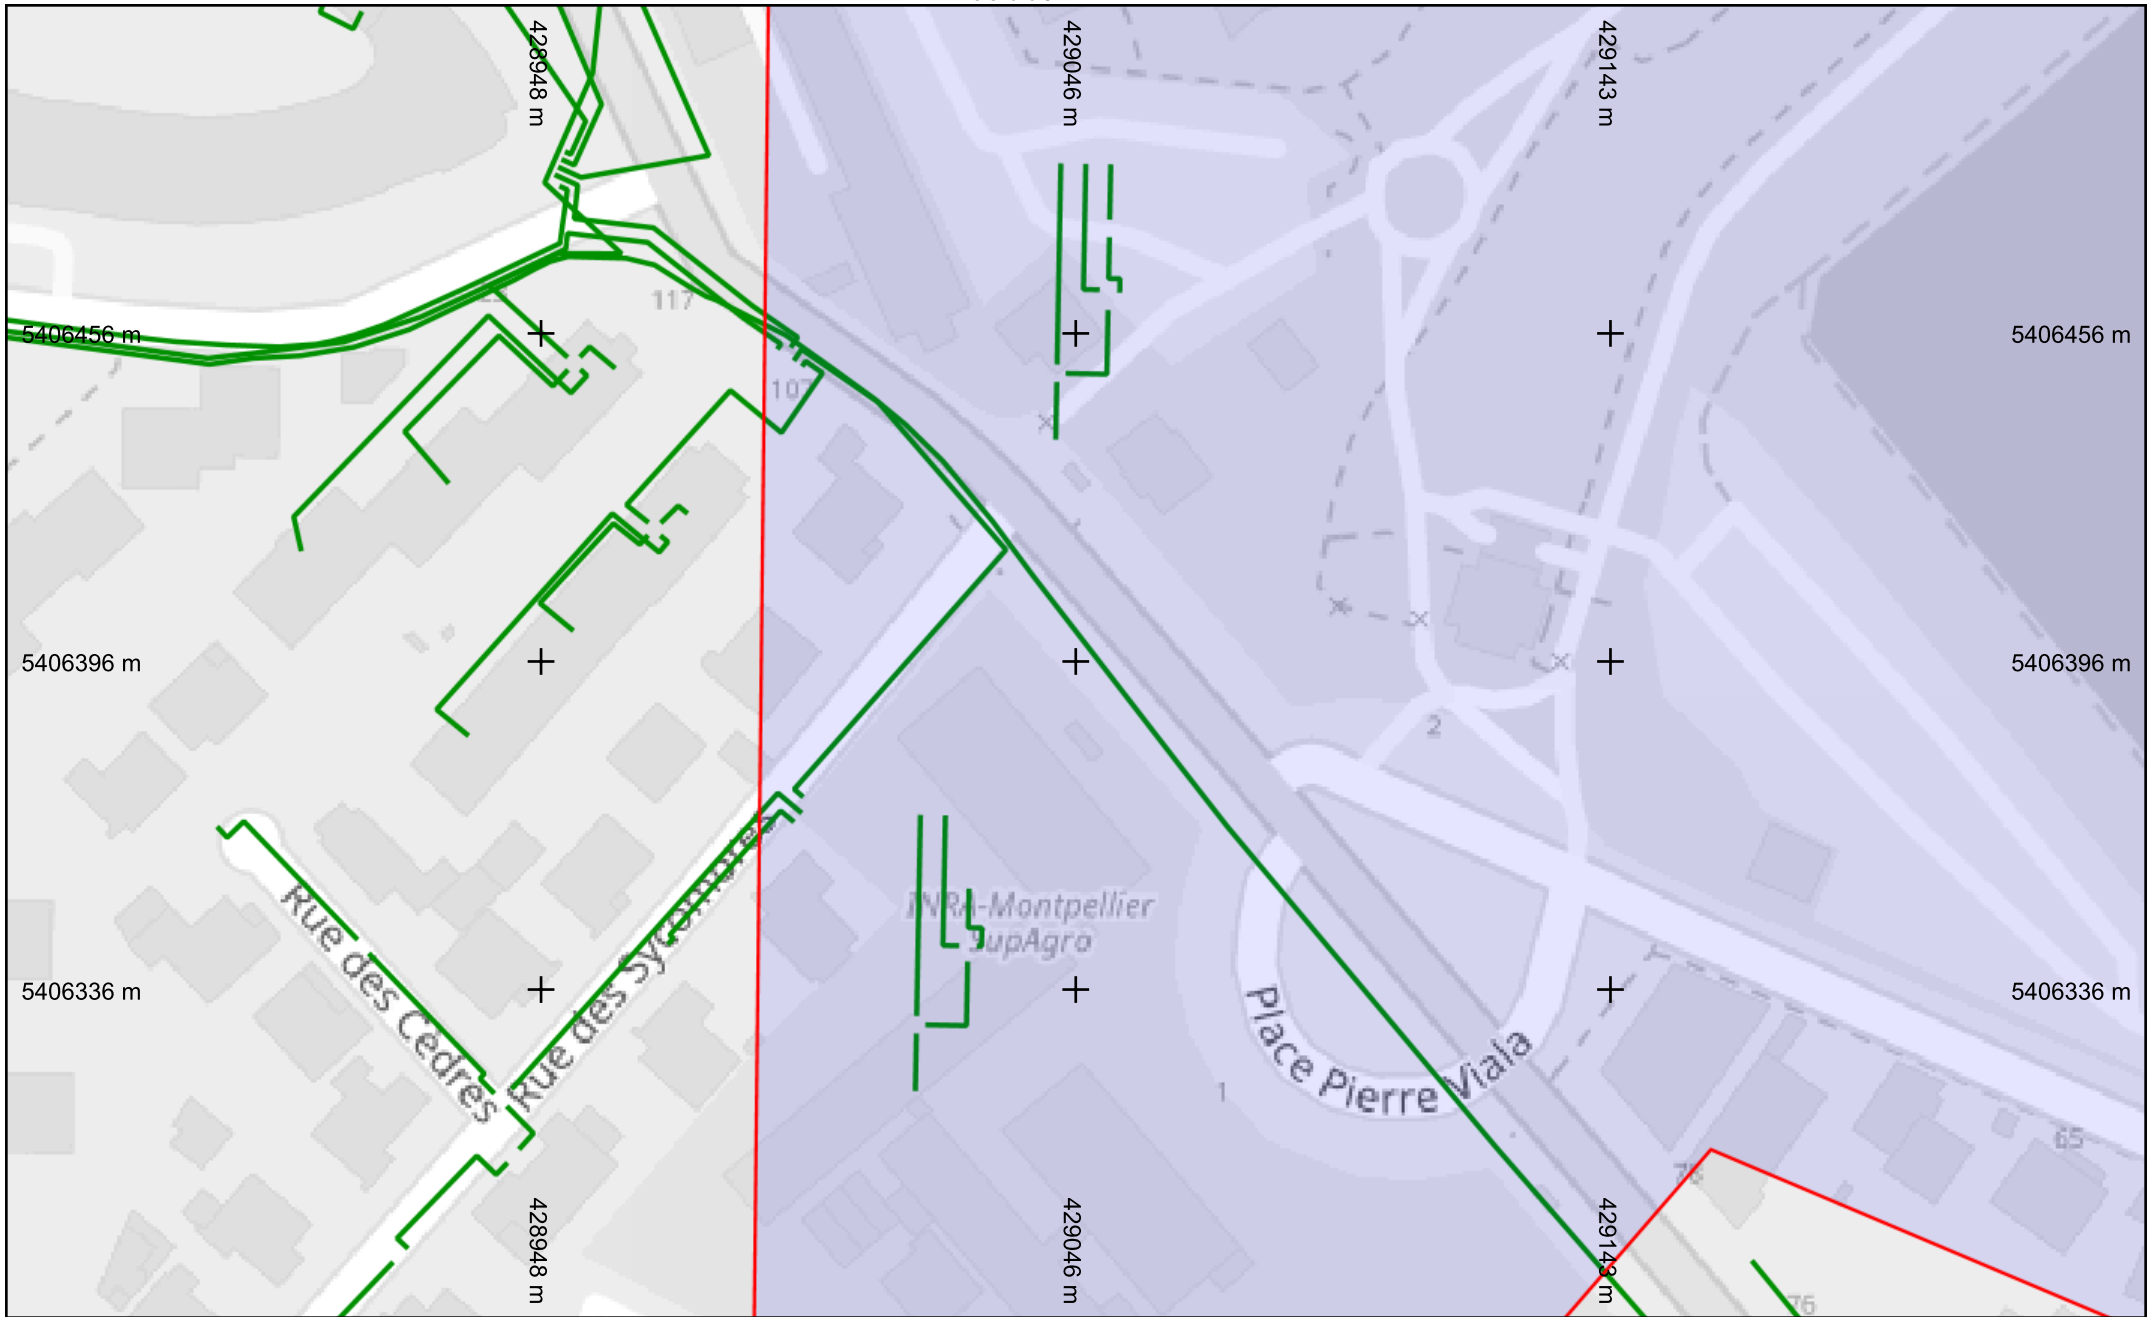 428948 m
429046 m
429143 m
117
5406456 m
5406456 m
107
5406396 m
5406396 m
2
Rue des Cèdres
Rue des Sycomores
INRA-Montpellier
SupAgro
5406336 m
5406336 m
Place Pierre Viala
1
65
76
428948 m
429046 m
429143 m